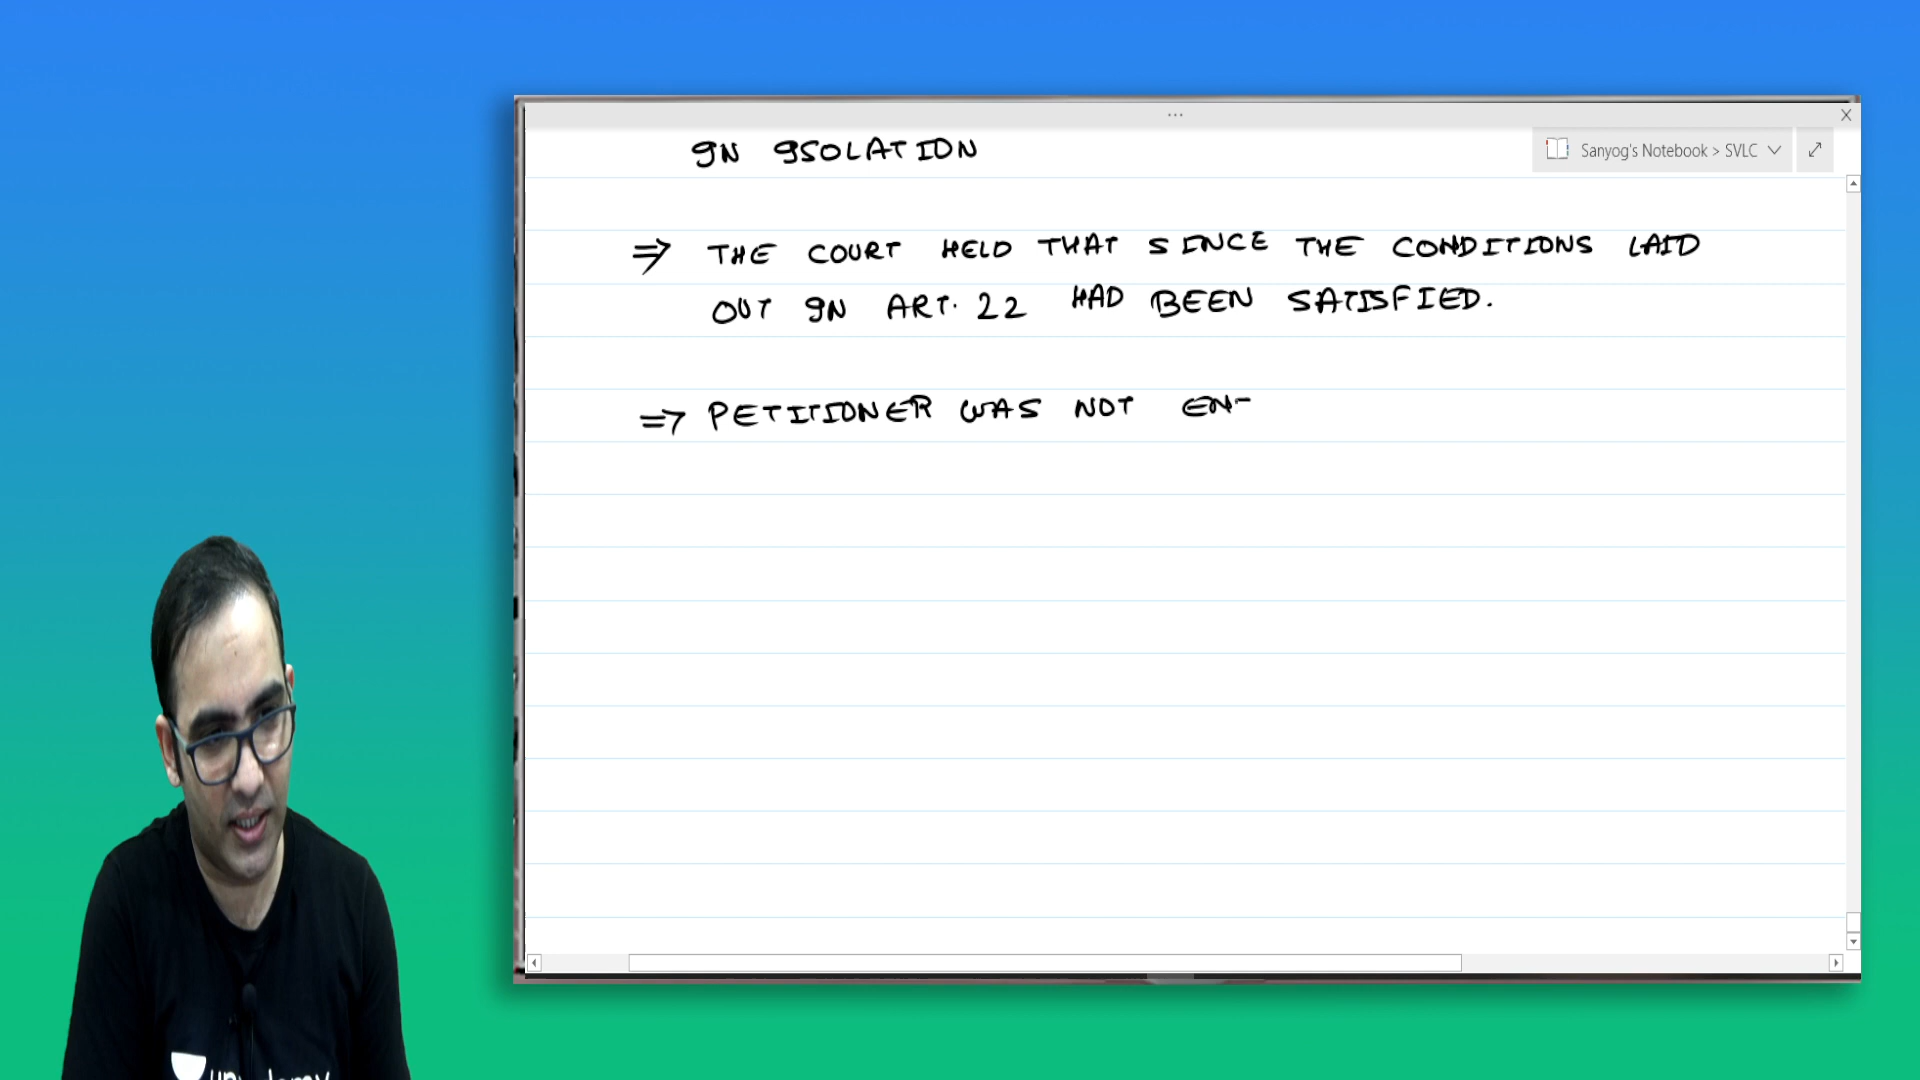 IN ISOLATION
Sanyog's Notebook > SVLC
⇒ THE COURT HELD THAT SINCE THE CONDITIONS LAID
OUT IN ART. 22 HAD BEEN SATISFIED.
⇒ PETITIONER WAS NOT EN